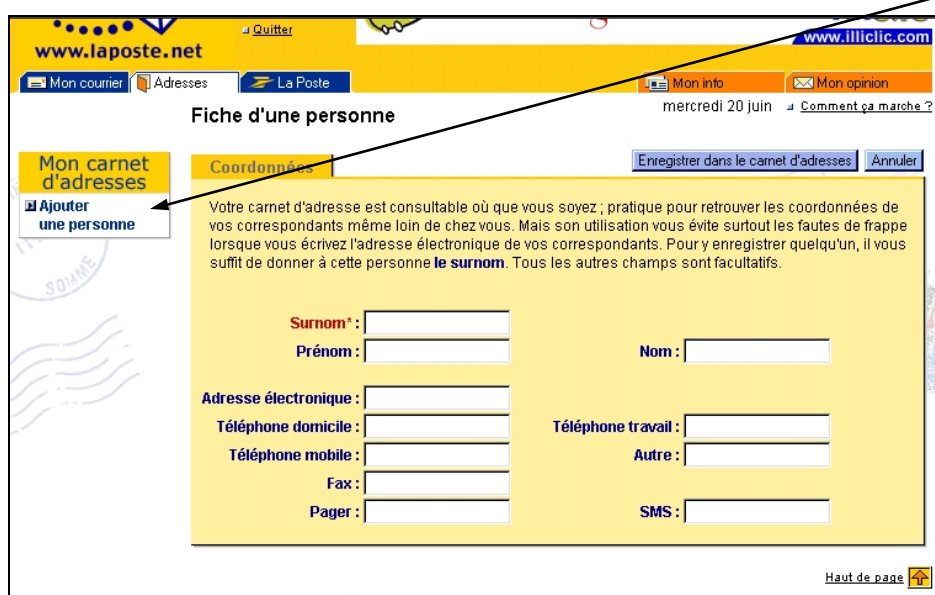 Quitter
www.laposte.net
www.illiclic.com
Mon courrier Adresses La Poste Mon info Mon opinion
mercredi 20 juin Comment ça marche ?
Fiche d'une personne
Mon carnet
d'adresses
Ajouter
une personne
Coordonnées Enregistrer dans le carnet d'adresses Annuler
Votre carnet d'adresse est consultable où que vous soyez ; pratique pour retrouver les coordonnées de
vos correspondants même loin de chez vous. Mais son utilisation vous évite surtout les fautes de frappe
lorsque vous écrivez l'adresse électronique de vos correspondants. Pour y enregistrer quelqu'un, il vous
suffit de donner à cette personne le surnom. Tous les autres champs sont facultatifs.
Surnom* :
Prénom : Nom :
Adresse électronique :
Téléphone domicile : Téléphone travail :
Téléphone mobile : Autre :
Fax :
Pager : SMS :
Haut de page
SOMME